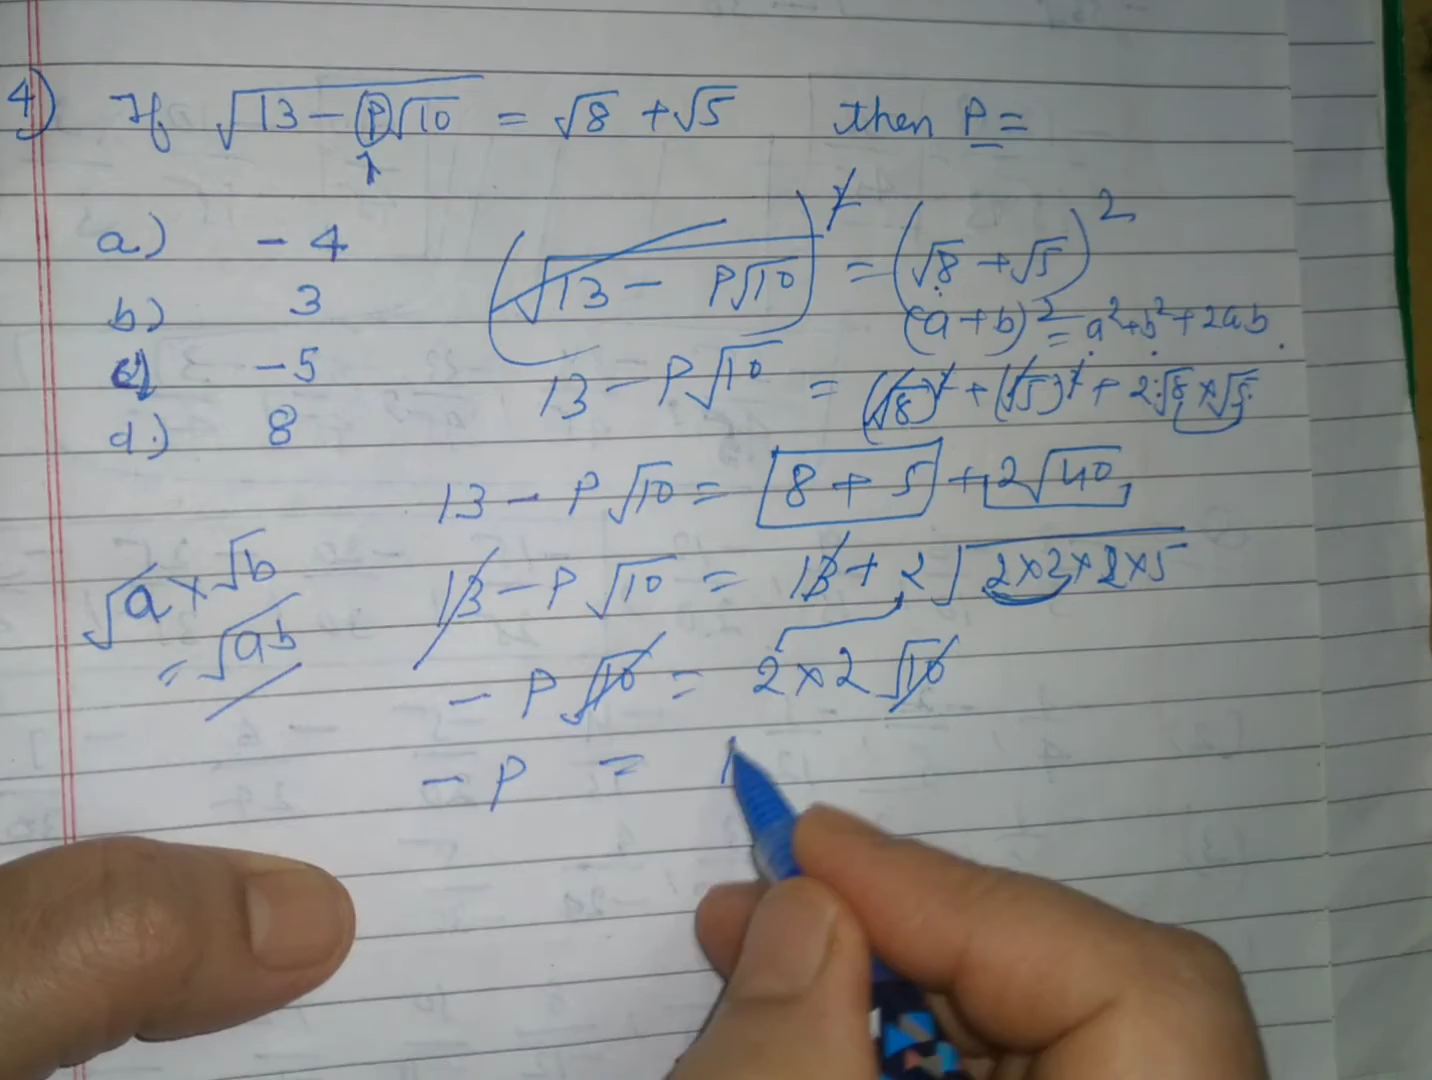 4) If √(13 - P√10) = √8 + √5 then P =
a) - 4
b) 3
c) - 5
d.) 8
(√(13 - P√10))² = (√8 + √5)²
(a + b)² = a² + b² + 2ab.
13 - P√10 = (√8)² + (√5)² + 2.√8 × √5
13 - P√10 = 8 + 5 + 2√40
13 - P√10 = 13 + 2√(2×2×2×5)
- P√10 = 2×2√10
- P =
√a × √b
= √ab